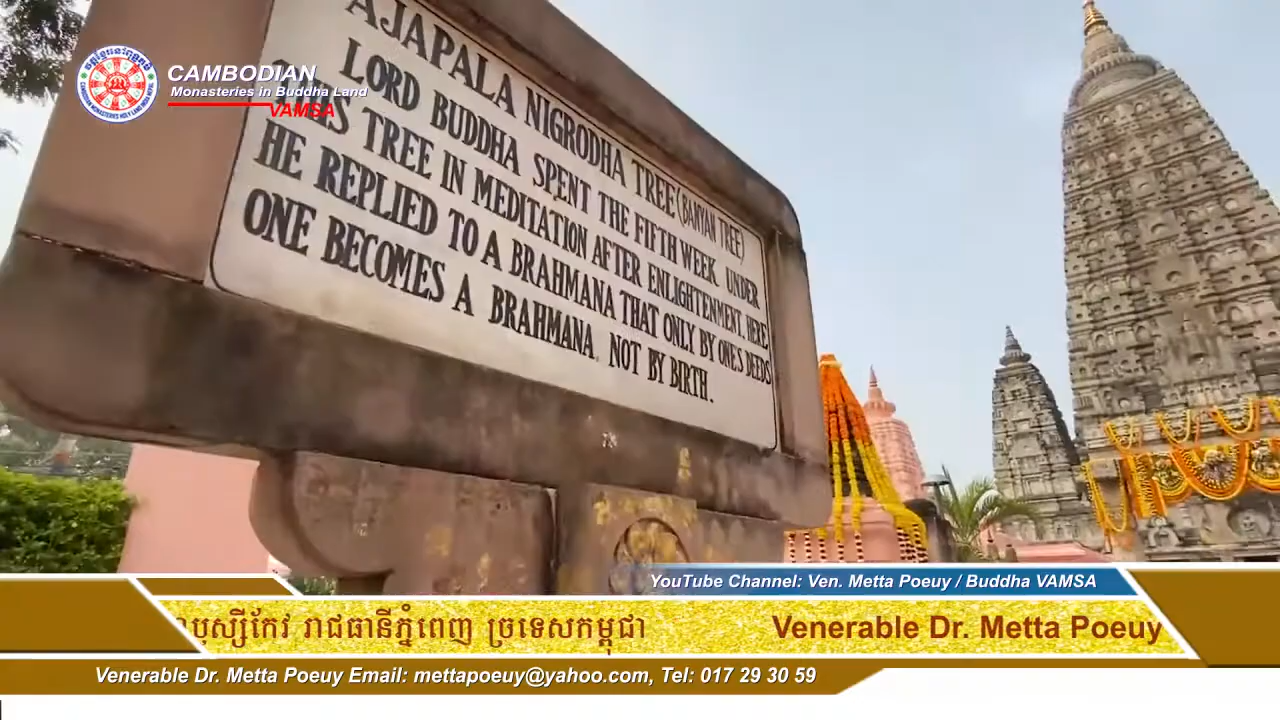 AJAPALA NIGRODHA TREE (BANYAN TREE)
LORD BUDDHA SPENT THE FIFTH WEEK UNDER
THIS TREE IN MEDITATION AFTER ENLIGHTENMENT. HERE
HE REPLIED TO A BRAHMANA THAT ONLY BY ONE'S DEEDS
ONE BECOMES A BRAHMANA NOT BY BIRTH.
CAMBODIAN
Monasteries in Buddha Land
VAMSA
YouTube Channel: Ven. Metta Poeuy / Buddha VAMSA
រាជធានីភ្នំពេញ ច្រទេសកម្ពុជា
Venerable Dr. Metta Poeuy
Venerable Dr. Metta Poeuy Email: mettapoeuy@yahoo.com, Tel: 017 29 30 59